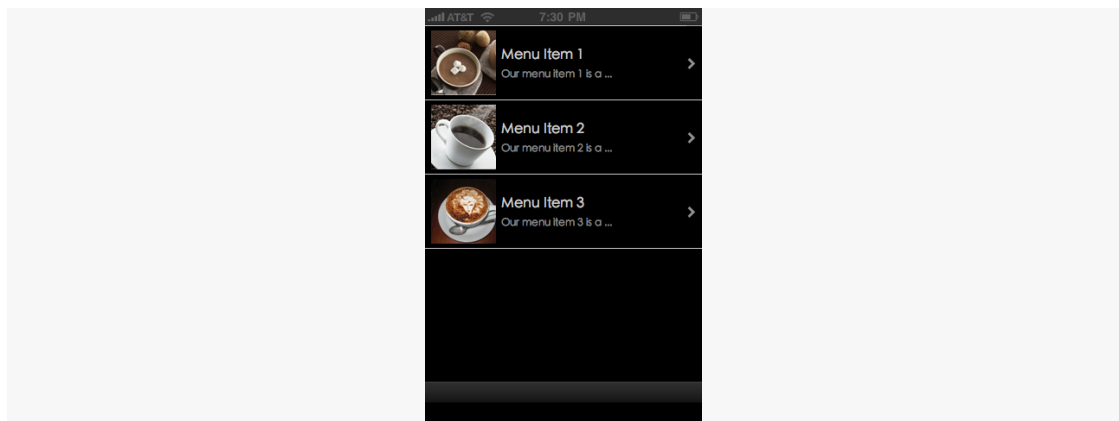 AT&T 7:30 PM
Menu Item 1
Our menu item 1 is a ...
Menu Item 2
Our menu item 2 is a ...
Menu Item 3
Our menu item 3 is a ...